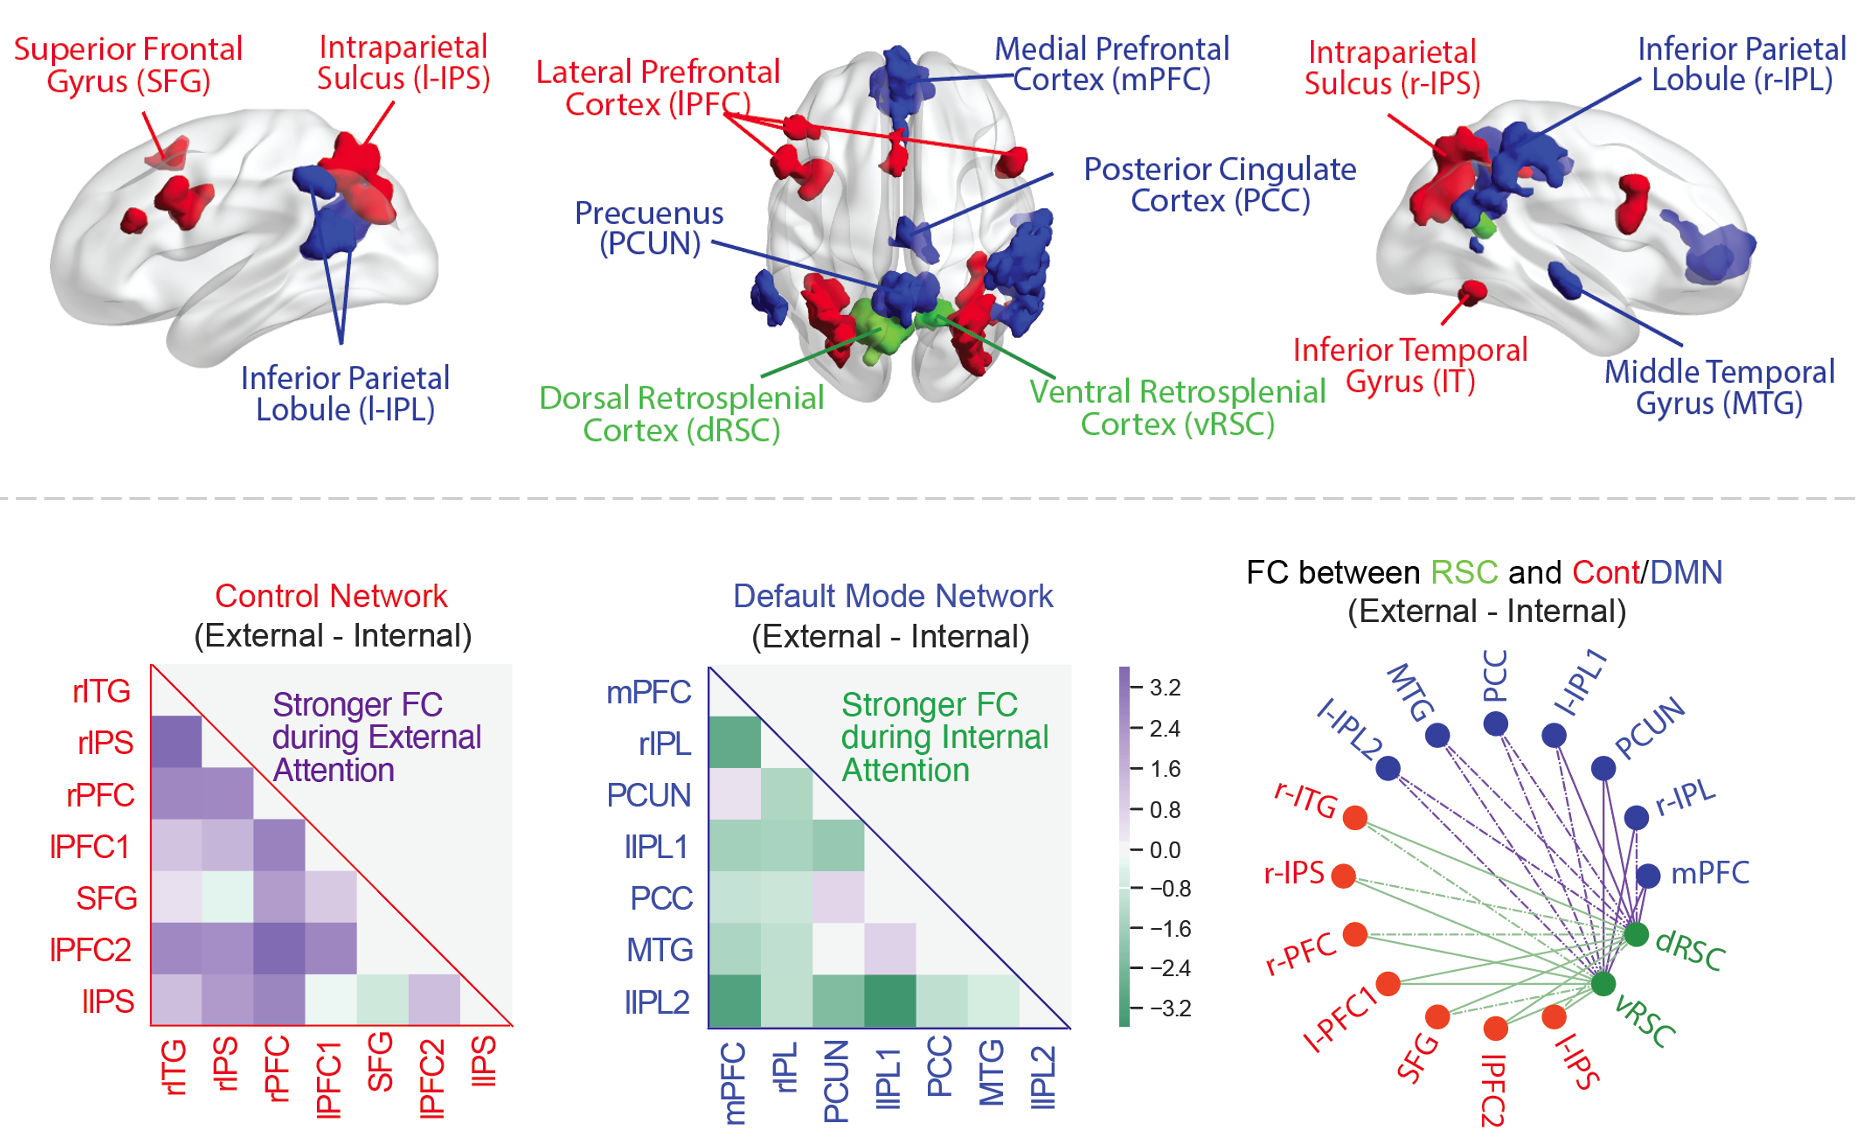 Superior Frontal
Gyrus (SFG)
Intraparietal
Sulcus (l-IPS)
Inferior Parietal
Lobule (l-IPL)
Lateral Prefrontal
Cortex (lPFC)
Medial Prefrontal
Cortex (mPFC)
Precuenus
(PCUN)
Posterior Cingulate
Cortex (PCC)
Dorsal Retrosplenial
Cortex (dRSC)
Ventral Retrosplenial
Cortex (vRSC)
Intraparietal
Sulcus (r-IPS)
Inferior Parietal
Lobule (r-IPL)
Inferior Temporal
Gyrus (IT)
Middle Temporal
Gyrus (MTG)
Control Network
(External - Internal)
Stronger FC
during External
Attention
rITG
rIPS
rPFC
lPFC1
SFG
lPFC2
lIPS
rITG
rIPS
rPFC
lPFC1
SFG
lPFC2
lIPS
Default Mode Network
(External - Internal)
Stronger FC
during Internal
Attention
mPFC
rIPL
PCUN
lIPL1
PCC
MTG
lIPL2
mPFC
rIPL
PCUN
lIPL1
PCC
MTG
lIPL2
3.2
2.4
1.6
0.8
0.0
−0.8
−1.6
−2.4
−3.2
FC between RSC and Cont/DMN
(External - Internal)
l-IPL2
MTG
PCC
l-IPL1
PCUN
r-IPL
mPFC
dRSC
vRSC
l-IPS
lPFC2
SFG
l-PFC1
r-PFC
r-IPS
r-ITG